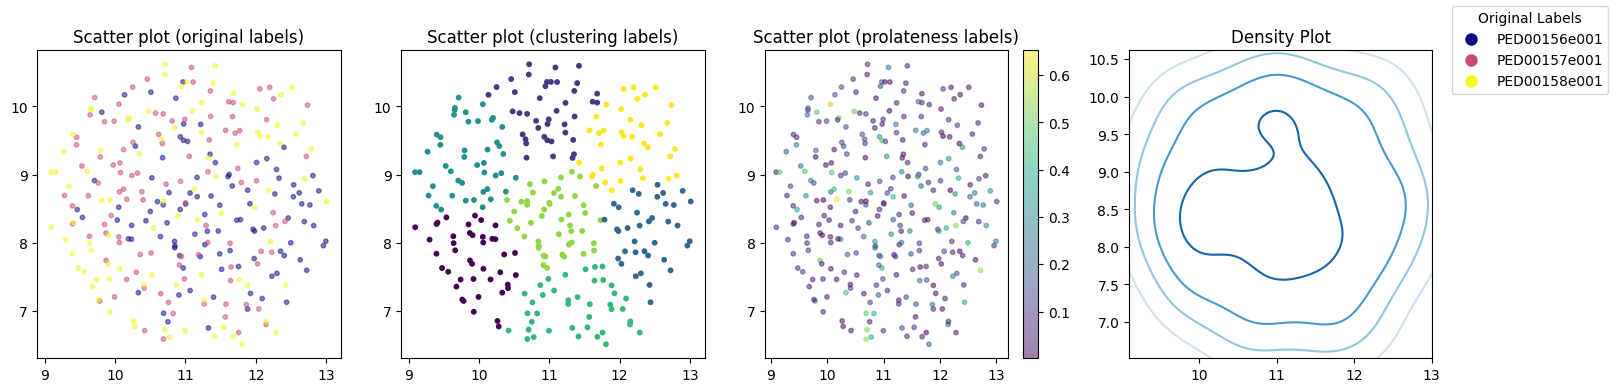 Scatter plot (original labels)
10
9
8
7
9 10 11 12 13
Scatter plot (clustering labels)
10
9
8
7
9 10 11 12 13
Scatter plot (prolateness labels)
10
9
8
7
9 10 11 12 13
0.6
0.5
0.4
0.3
0.2
0.1
Density Plot
10.5
10.0
9.5
9.0
8.5
8.0
7.5
7.0
10 11 12 13
Original Labels
PED00156e001
PED00157e001
PED00158e001